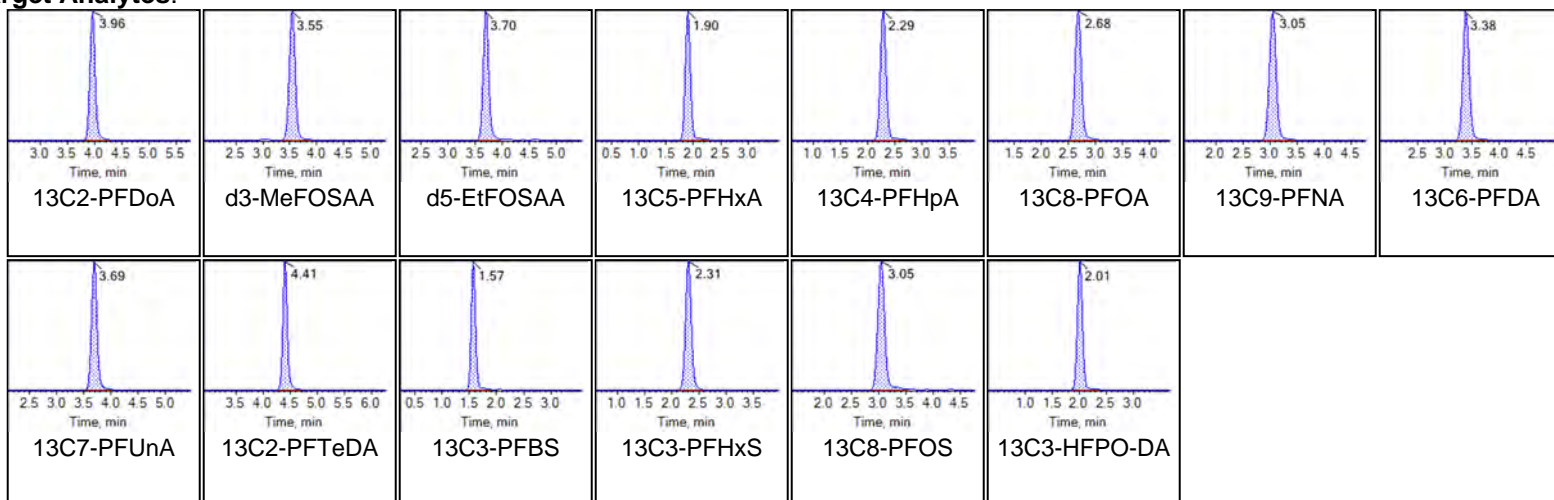 rget Analytes:
3.96 3.55 3.70 1.90 2.29 2.68 3.05 3.38
3.0 3.5 4.0 4.5 5.0 5.5 2.5 3.0 3.5 4.0 4.5 5.0 2.5 3.0 3.5 4.0 4.5 5.0 0.5 1.0 1.5 2.0 2.5 3.0 1.0 1.5 2.0 2.5 3.0 3.5 1.5 2.0 2.5 3.0 3.5 4.0 2.0 2.5 3.0 3.5 4.0 4.5 2.5 3.0 3.5 4.0 4.5
Time, min Time, min Time, min Time, min Time, min Time, min Time, min Time, min
13C2-PFDoA d3-MeFOSAA d5-EtFOSAA 13C5-PFHxA 13C4-PFHpA 13C8-PFOA 13C9-PFNA 13C6-PFDA
3.69 4.41 1.57 2.31 3.05 2.01
2.5 3.0 3.5 4.0 4.5 5.0 3.5 4.0 4.5 5.0 5.5 6.0 0.5 1.0 1.5 2.0 2.5 3.0 1.0 1.5 2.0 2.5 3.0 3.5 2.0 2.5 3.0 3.5 4.0 4.5 1.0 1.5 2.0 2.5 3.0
Time, min Time, min Time, min Time, min Time, min Time, min
13C7-PFUnA 13C2-PFTeDA 13C3-PFBS 13C3-PFHxS 13C8-PFOS 13C3-HFPO-DA